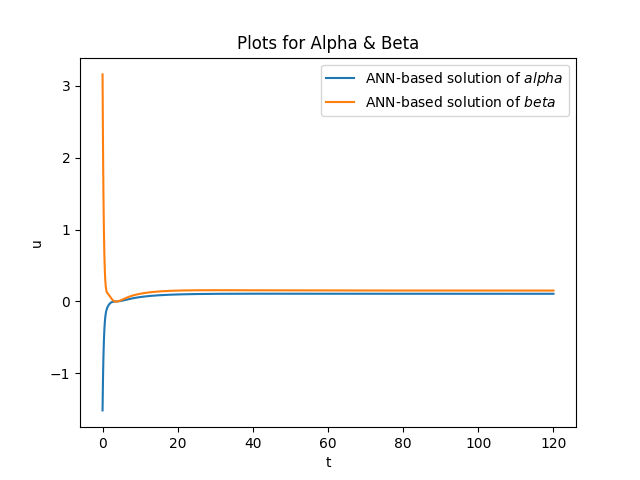 Plots for Alpha & Beta
ANN-based solution of alpha
ANN-based solution of beta
3
2
1
0
−1
u
0 20 40 60 80 100 120
t